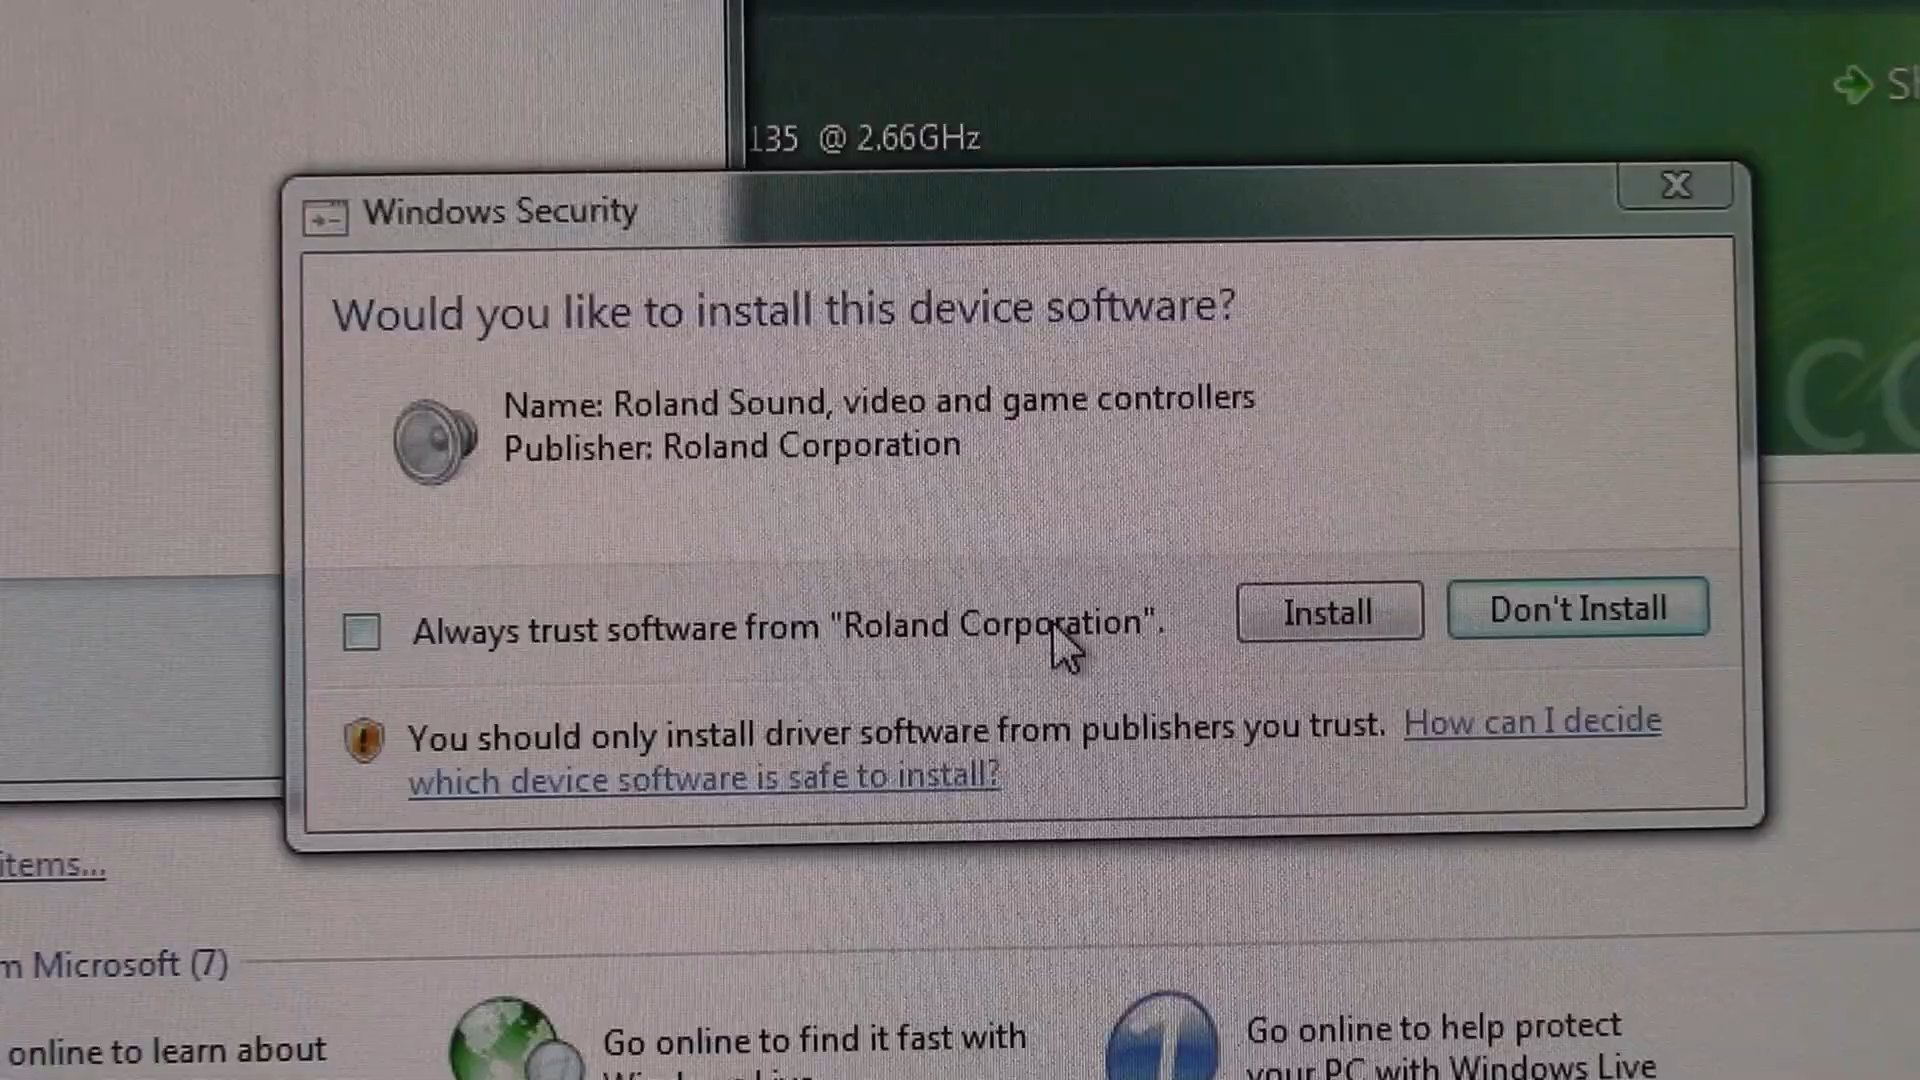 135 @ 2.66GHz
Windows Security
Would you like to install this device software?
Name: Roland Sound, video and game controllers
Publisher: Roland Corporation
Always trust software from "Roland Corporation".
Install
Don't Install
You should only install driver software from publishers you trust. How can I decide
which device software is safe to install?
items...
m Microsoft (7)
online to learn about
Go online to find it fast with
Go online to help protect
your PC with Windows Live